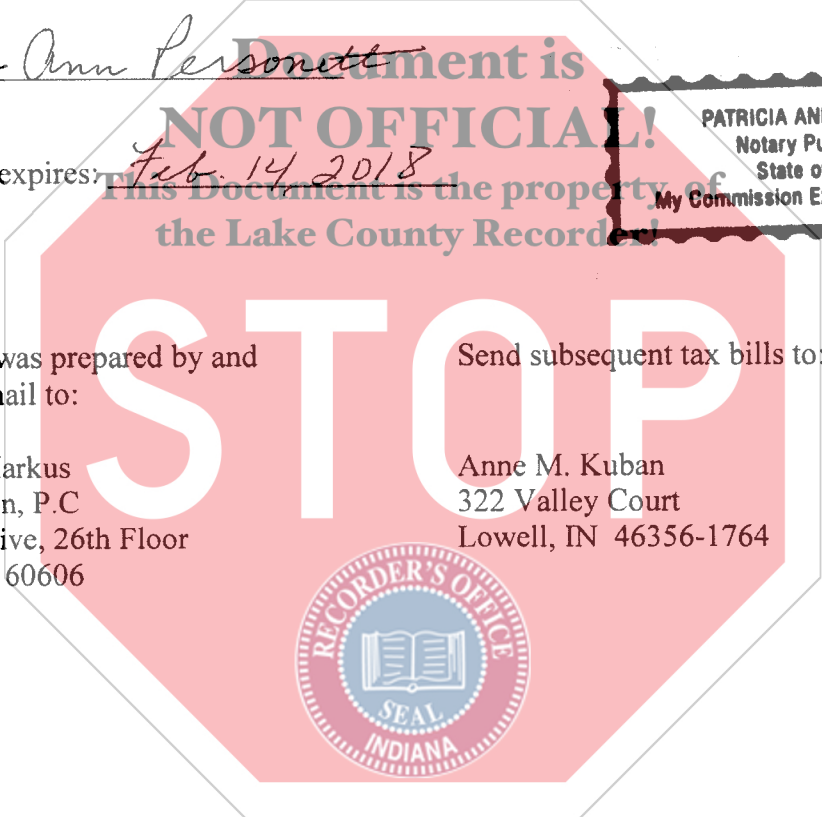 Ann Personett
Document is
NOT OFFICIAL!
expires: Feb. 14, 2018
This Document is the property of
the Lake County Recorder!
PATRICIA AN
Notary Pu
State o
My Commission E
was prepared by and
ail to:
Send subsequent tax bills to:
STOP
arkus
n, P.C
ive, 26th Floor
60606
Anne M. Kuban
322 Valley Court
Lowell, IN 46356-1764
RECORDER'S OFFICE
SEAL
INDIANA